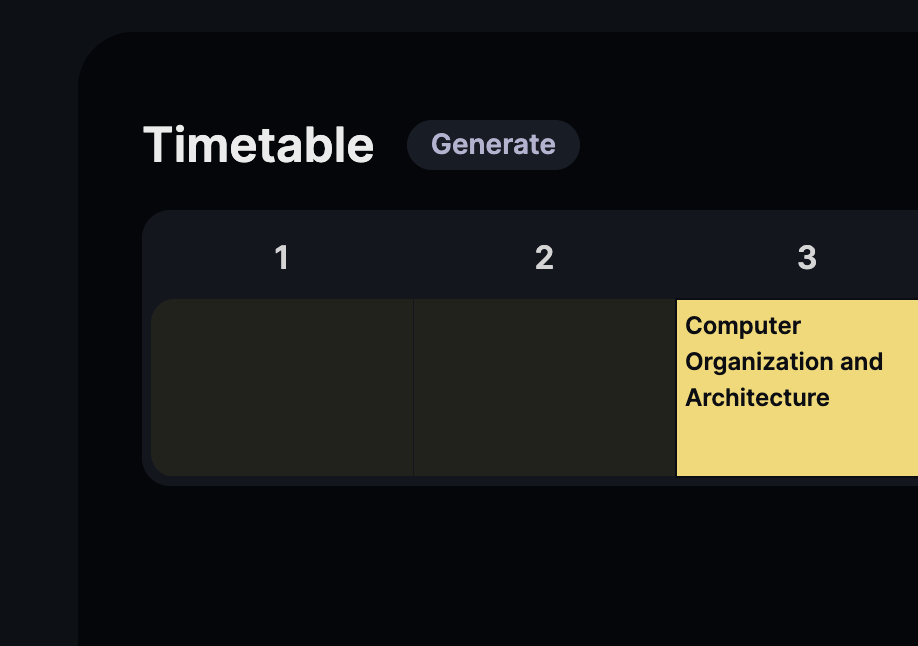 Timetable Generate
1 2 3
Computer
Organization and
Architecture